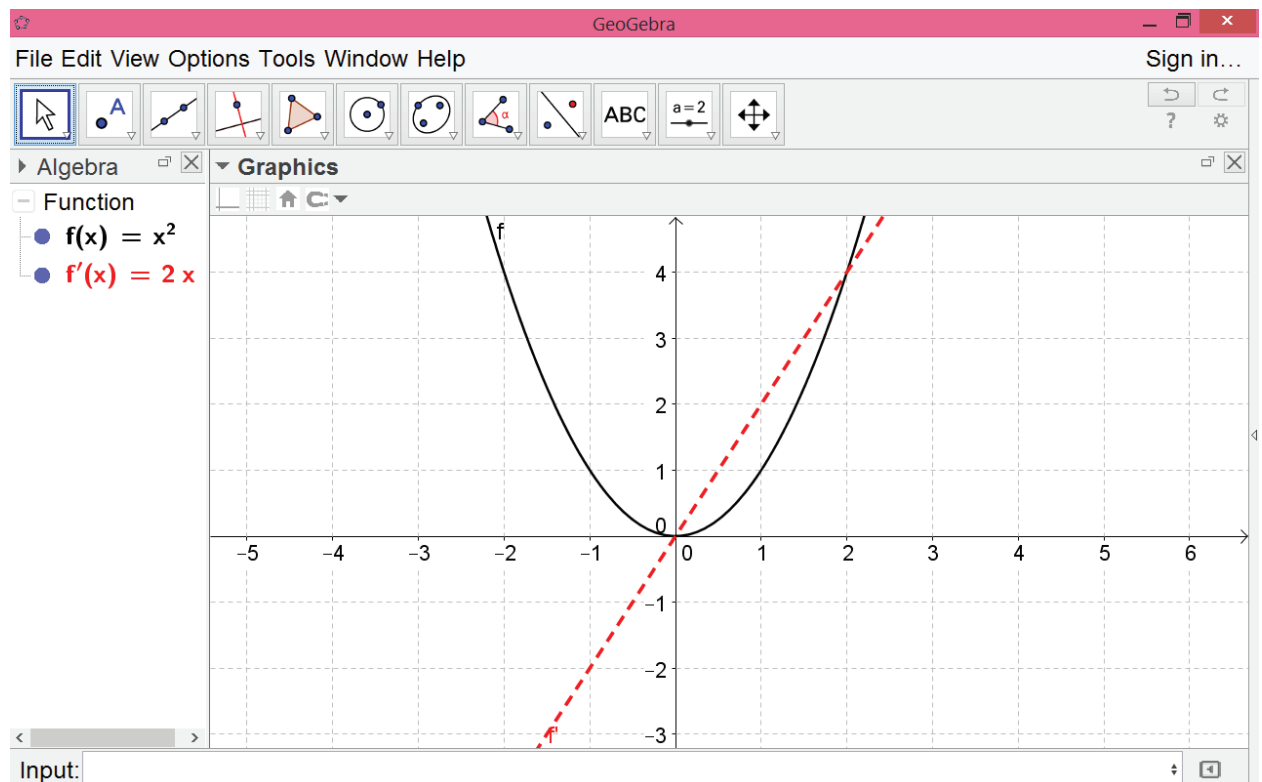 GeoGebra
File Edit View Options Tools Window Help Sign in...
A α ABC a = 2 ?
Algebra Graphics
Function
f(x) = x²
f′(x) = 2 x
f
4
3
2
1
0
−5 −4 −3 −2 −1 0 1 2 3 4 5 6
−1
−2
f'
−3
Input: